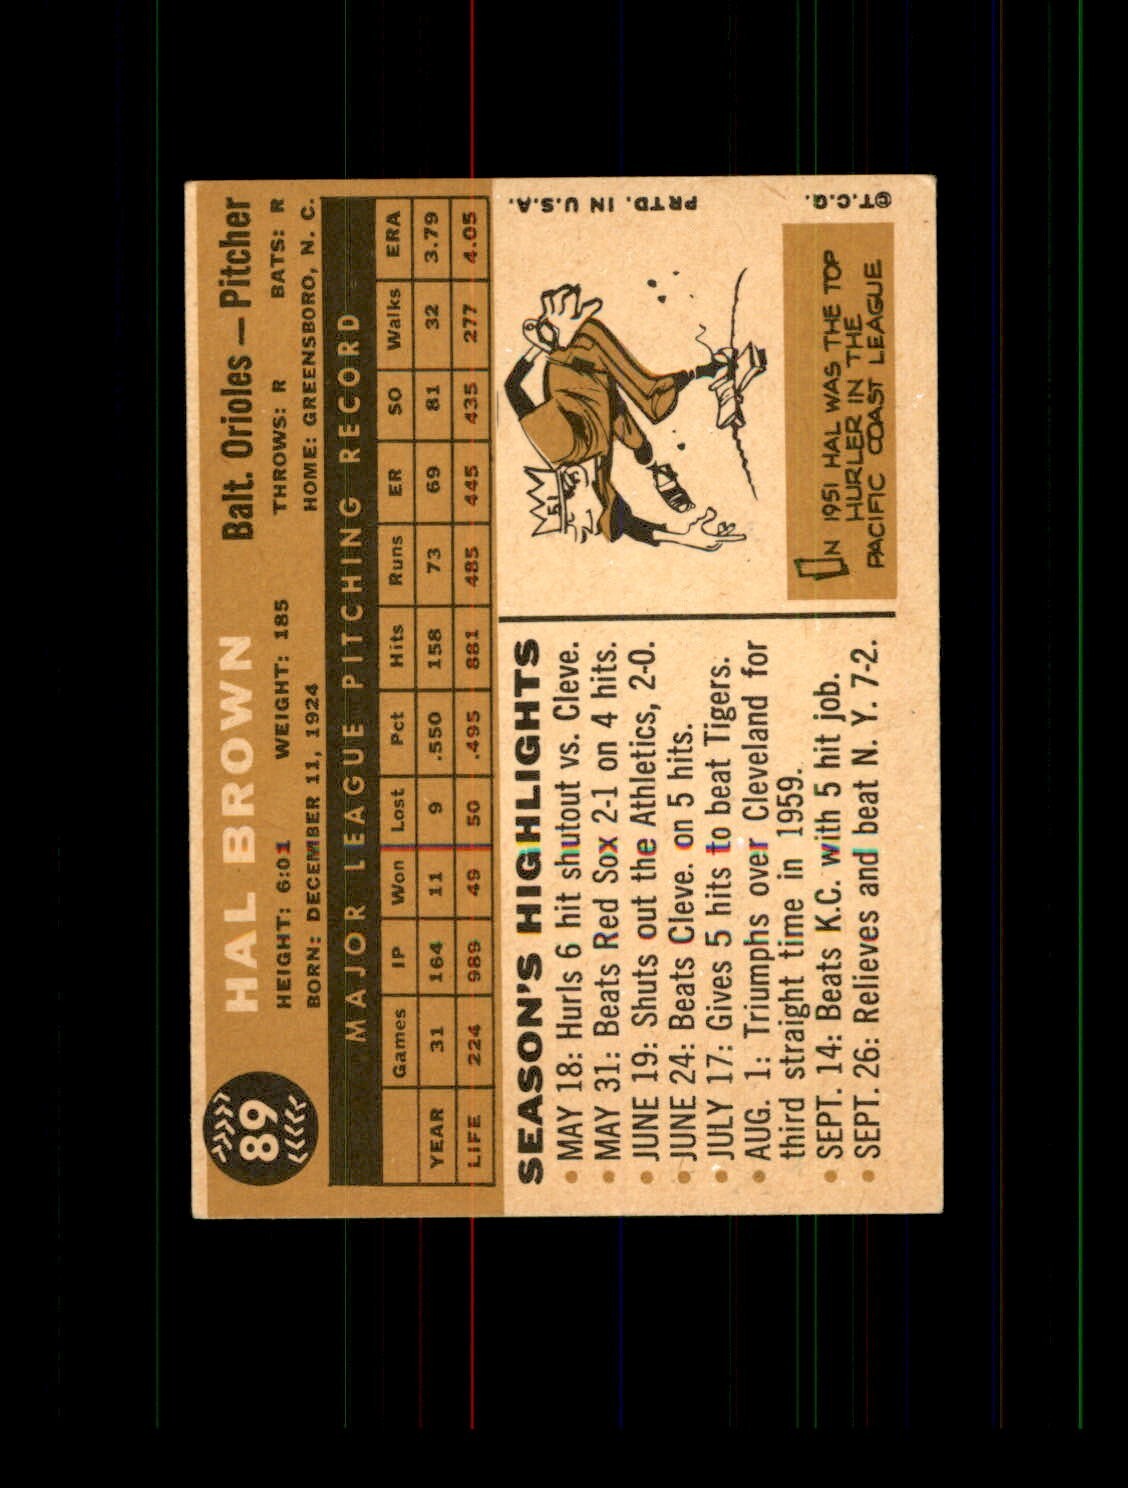 89
HAL BROWN
Balt. Orioles — Pitcher
HEIGHT: 6:01 WEIGHT: 185 THROWS: R BATS: R
BORN: DECEMBER 11, 1924 HOME: GREENSBORO, N. C.
MAJOR LEAGUE PITCHING RECORD
Games IP Won Lost Pct Hits Runs ER SO Walks ERA
YEAR 31 164 11 9 .550 158 73 69 81 32 3.79
LIFE 224 989 49 50 .495 881 485 445 435 277 4.05
SEASON'S HIGHLIGHTS
• MAY 18: Hurls 6 hit shutout vs. Cleve.
• MAY 31: Beats Red Sox 2-1 on 4 hits.
• JUNE 19: Shuts out the Athletics, 2-0.
• JUNE 24: Beats Cleve. on 5 hits.
• JULY 17: Gives 5 hits to beat Tigers.
• AUG. 1: Triumphs over Cleveland for
third straight time in 1959.
• SEPT. 14: Beats K.C. with 5 hit job.
• SEPT. 26: Relieves and beat N. Y. 7-2.
51
IN 1951 HAL WAS THE TOP
HURLER IN THE
PACIFIC COAST LEAGUE
©T.C.G. PRTD. IN U.S.A.